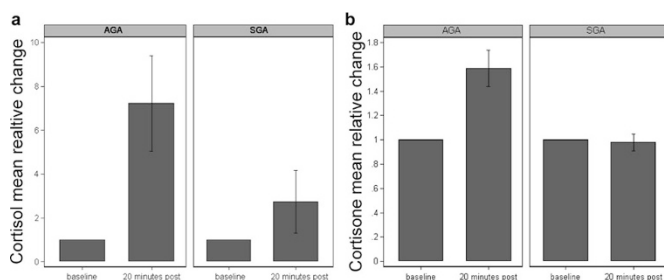 a
AGA
SGA
Cortisol mean realtive change
10
8
6
4
2
0
baseline
20 minutes post
baseline
20 minutes post
b
AGA
SGA
Cortisone mean relative change
1.8
1.6
1.4
1.2
1
.8
.6
.4
.2
0
baseline
20 minutes post
baseline
20 minutes post